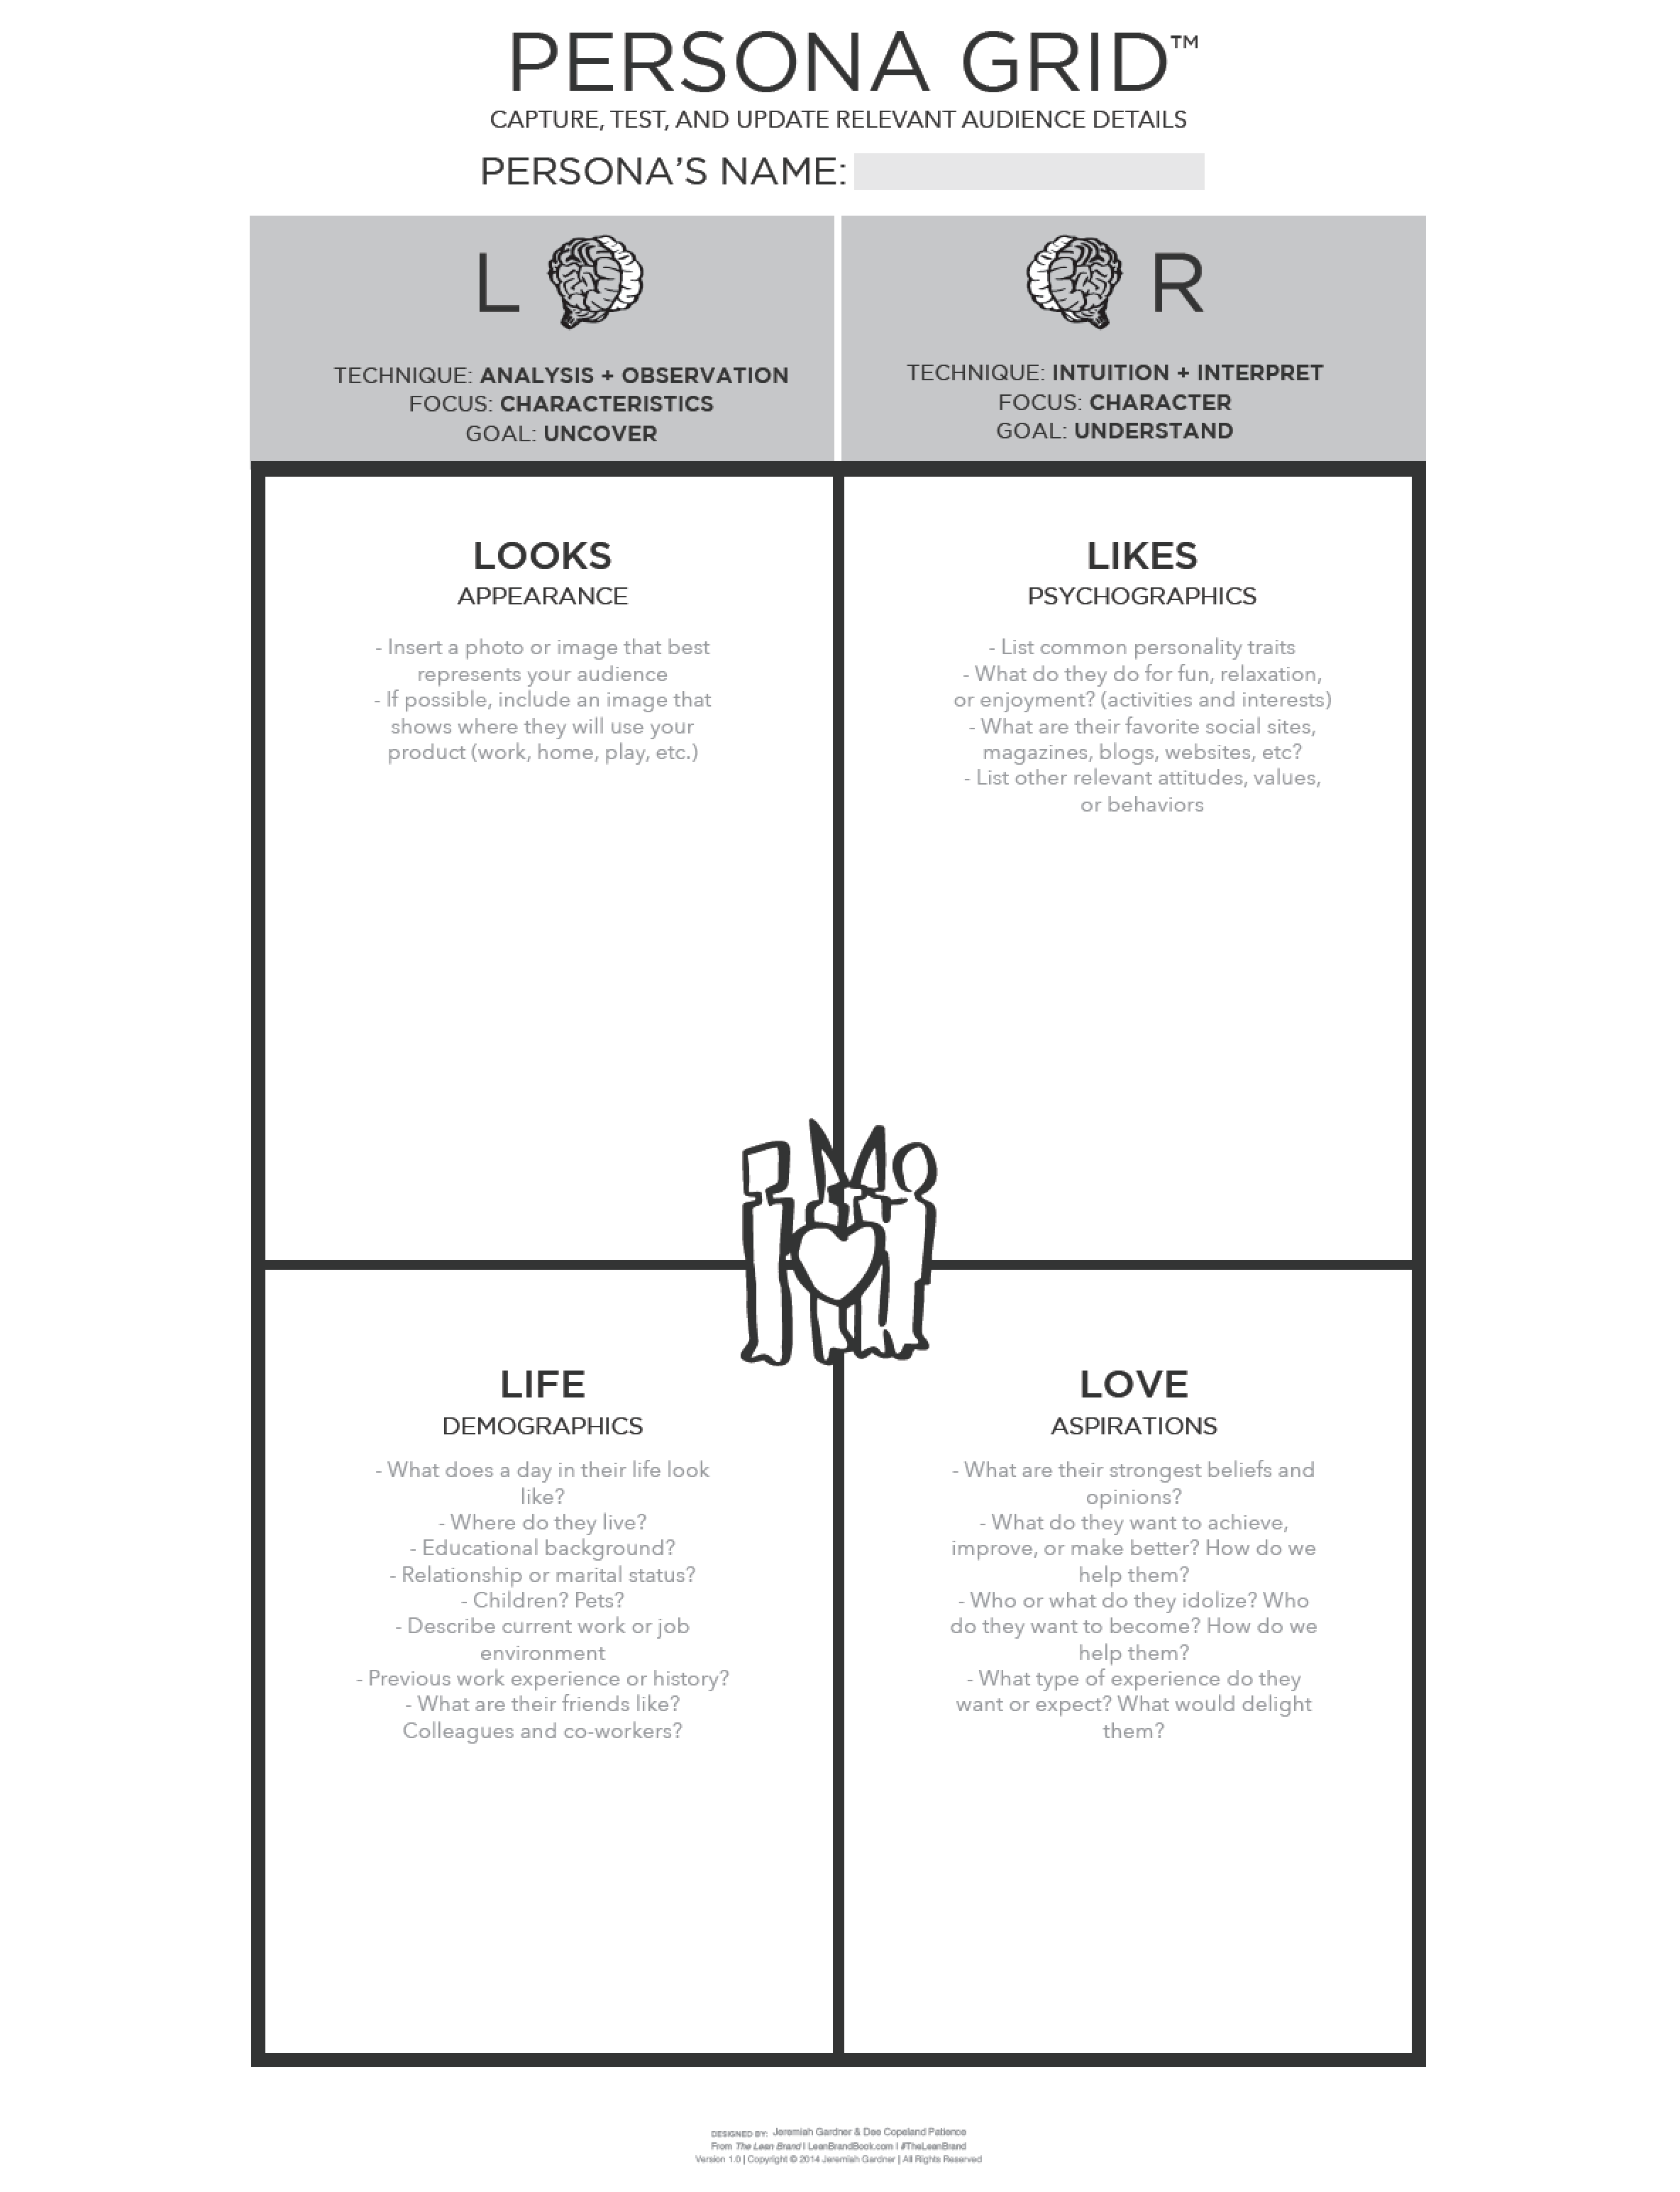 PERSONA GRID™
CAPTURE, TEST, AND UPDATE RELEVANT AUDIENCE DETAILS
PERSONA'S NAME:
L
TECHNIQUE: ANALYSIS + OBSERVATION
FOCUS: CHARACTERISTICS
GOAL: UNCOVER
R
TECHNIQUE: INTUITION + INTERPRET
FOCUS: CHARACTER
GOAL: UNDERSTAND
LOOKS
APPEARANCE
- Insert a photo or image that best
represents your audience
- If possible, include an image that
shows where they will use your
product (work, home, play, etc.)
LIKES
PSYCHOGRAPHICS
- List common personality traits
- What do they do for fun, relaxation,
or enjoyment? (activities and interests)
- What are their favorite social sites,
magazines, blogs, websites, etc?
- List other relevant attitudes, values,
or behaviors
LIFE
DEMOGRAPHICS
- What does a day in their life look
like?
- Where do they live?
- Educational background?
- Relationship or marital status?
- Children? Pets?
- Describe current work or job
environment
- Previous work experience or history?
- What are their friends like?
Colleagues and co-workers?
LOVE
ASPIRATIONS
- What are their strongest beliefs and
opinions?
- What do they want to achieve,
improve, or make better? How do we
help them?
- Who or what do they idolize? Who
do they want to become? How do we
help them?
- What type of experience do they
want or expect? What would delight
them?
DESIGNED BY: Jeremiah Gardner & Dee Copeland Patience
From The Lean Brand | LeanBrandBook.com | #TheLeanBrand
Version 1.0 | Copyright © 2014 Jeremiah Gardner | All Rights Reserved